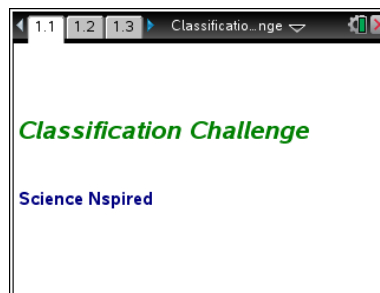 1.1 1.2 1.3 Classificatio…nge
Classification Challenge
Science Nspired